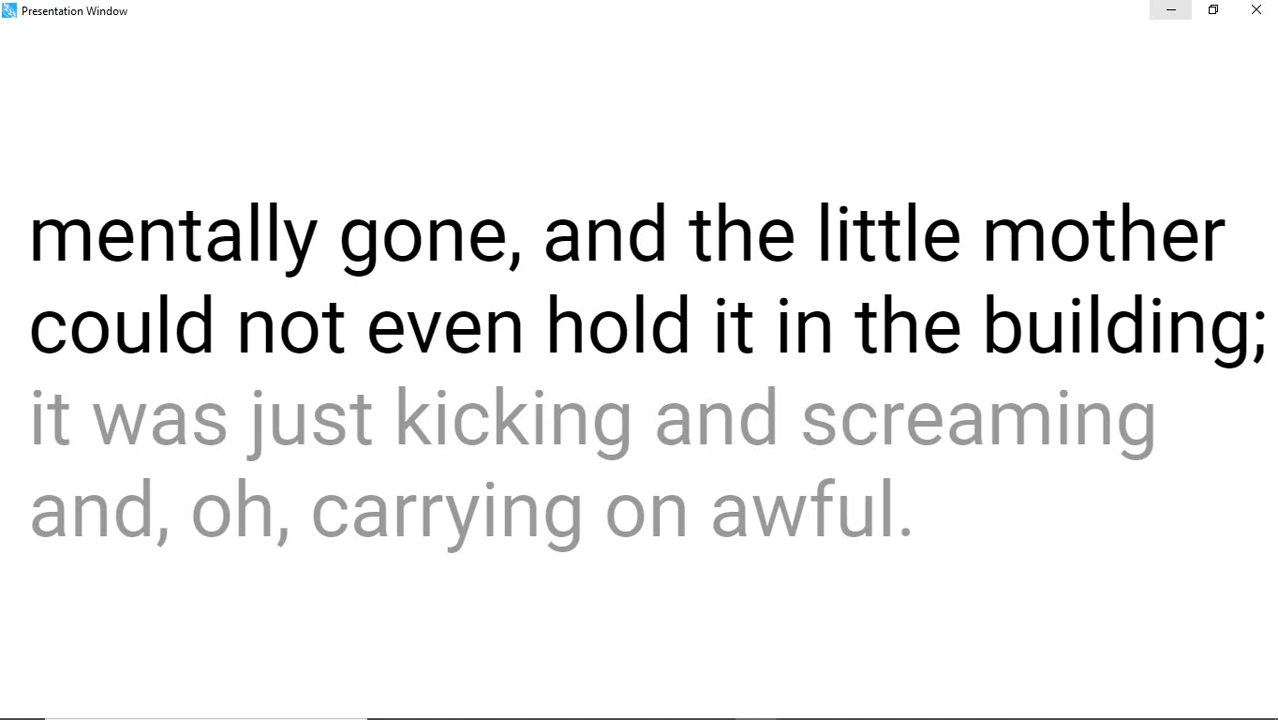 Presentation Window
mentally gone, and the little mother
could not even hold it in the building;
it was just kicking and screaming
and, oh, carrying on awful.